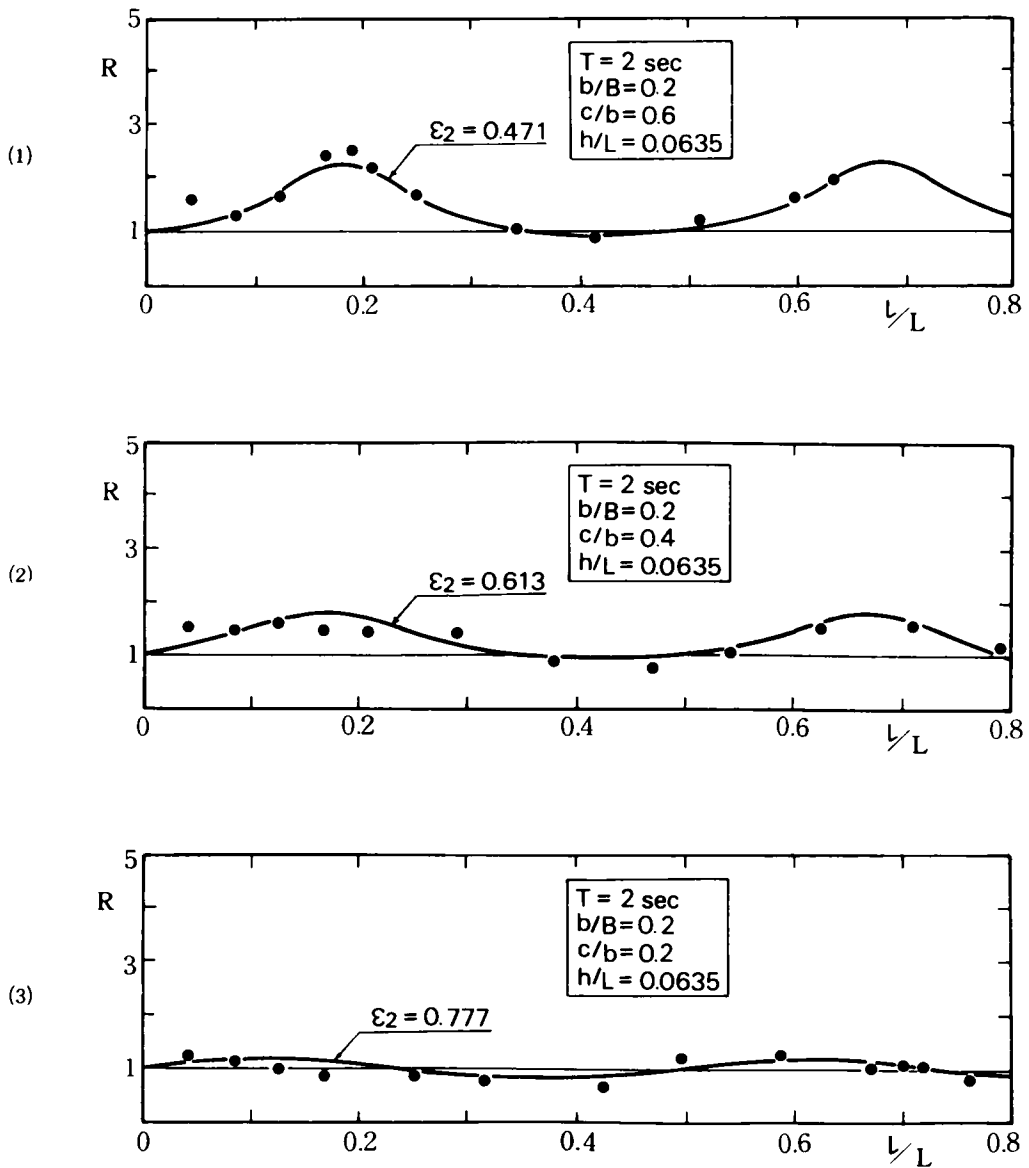 (1)
R
5
3
1
T = 2 sec
b/B = 0.2
c/b = 0.6
h/L = 0.0635
ε2 = 0.471
0 0.2 0.4 0.6 l/L 0.8
(2)
R
5
3
1
T = 2 sec
b/B = 0.2
c/b = 0.4
h/L = 0.0635
ε2 = 0.613
0 0.2 0.4 0.6 l/L 0.8
(3)
R
5
3
1
T = 2 sec
b/B = 0.2
c/b = 0.2
h/L = 0.0635
ε2 = 0.777
0 0.2 0.4 0.6 l/L 0.8